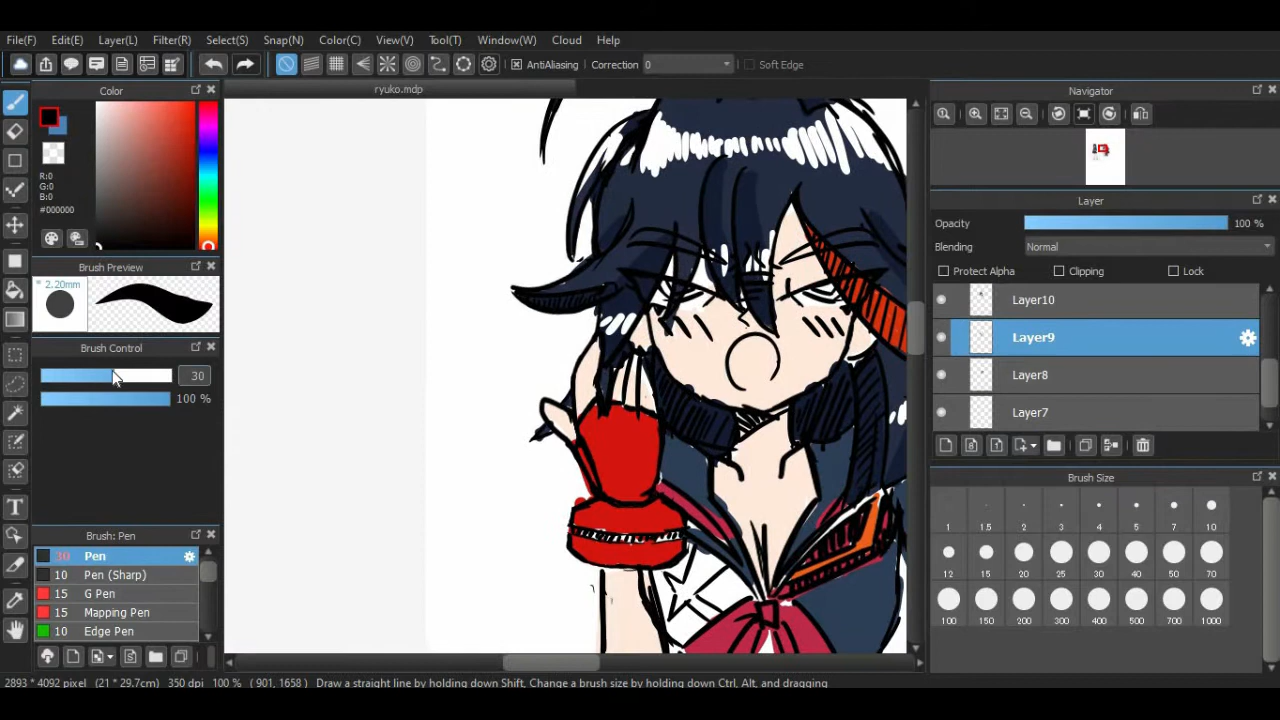 File(F) Edit(E) Layer(L) Filter(R) Select(S) Snap(N) Color(C) View(V) Tool(T) Window(W) Cloud Help
AntiAliasing Correction 0 Soft Edge
ryuko.mdp
Color
R:0
G:0
B:0
#000000
Brush Preview
* 2.20mm
Brush Control
30
100 %
Brush: Pen
30 Pen
10 Pen (Sharp)
15 G Pen
15 Mapping Pen
10 Edge Pen
Navigator
Layer
Opacity 100 %
Blending Normal
Protect Alpha Clipping Lock
Layer10
Layer9
Layer8
Layer7
Brush Size
1 1.5 2 3 4 5 7 10
12 15 20 25 30 40 50 70
100 150 200 300 400 500 700 1000
2893 * 4092 pixel (21 * 29.7cm) 350 dpi 100 % ( 901, 1658 ) Draw a straight line by holding down Shift, Change a brush size by holding down Ctrl, Alt, and dragging